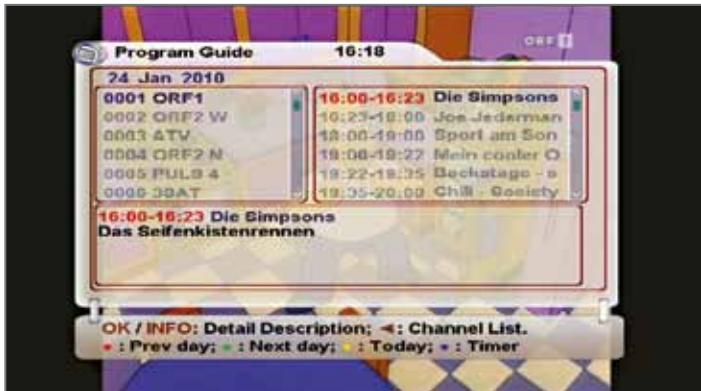 ORF 1
Program Guide 16:18
24 Jan 2010
0001 ORF1
0002 ORF2 W
0003 ATV
0004 ORF2 N
0005 PULS 4
0006 3SAT
16:00-16:23 Die Simpsons
16:23-18:00 Joe Jederman
18:00-19:00 Sport am Son
19:00-19:22 Mein cooler O
19:22-19:35 Backstage - s
19:35-20:00 Chili - Society
16:00-16:23 Die Simpsons
Das Seifenkistenrennen
OK / INFO: Detail Description; ◄: Channel List.
: Prev day; : Next day; : Today; : Timer